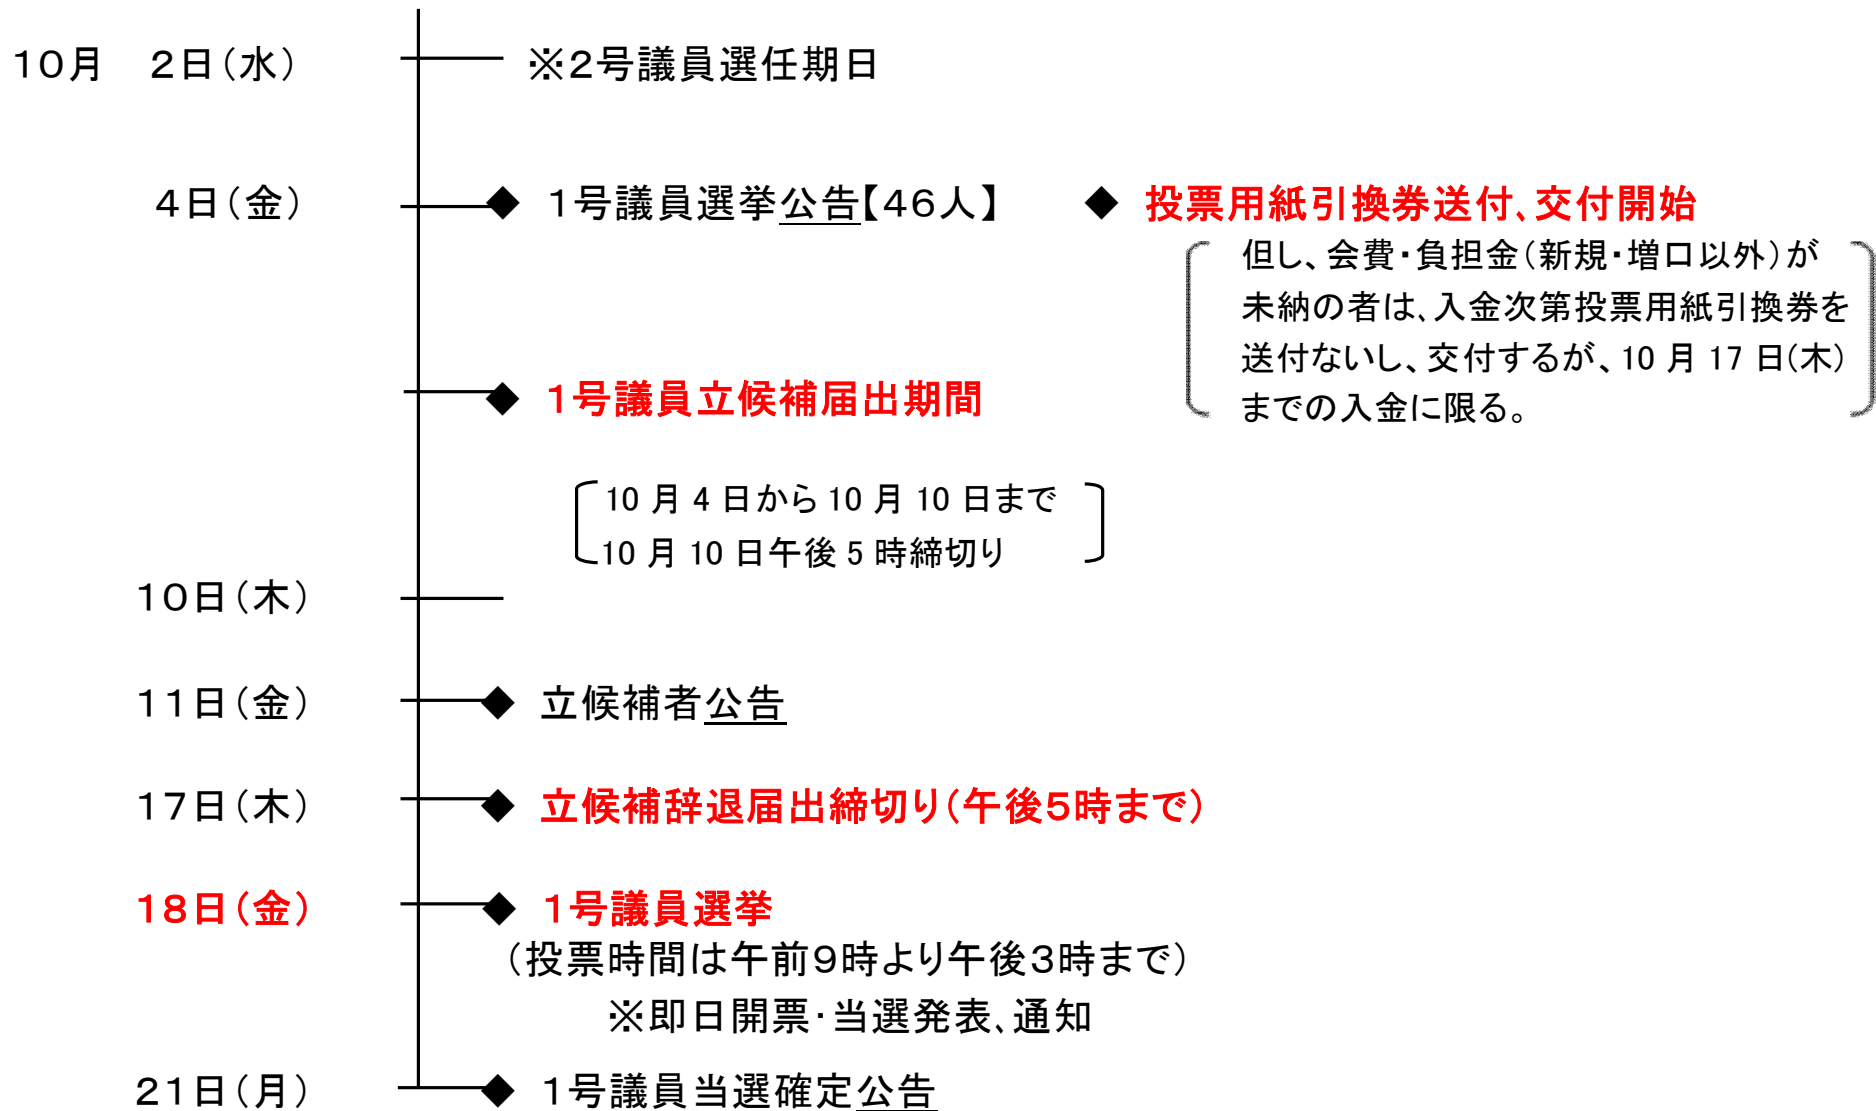 10月　2日(水)　※2号議員選任期日
4日(金)　◆ 1号議員選挙公告【46人】　◆ 投票用紙引換券送付、交付開始
但し、会費・負担金(新規・増口以外)が
未納の者は、入金次第投票用紙引換券を
送付ないし、交付するが、10 月 17 日(木)
までの入金に限る。
◆ 1号議員立候補届出期間
10 月 4 日から 10 月 10 日まで
10 月 10 日午後 5 時締切り
10日(木)
11日(金)　◆ 立候補者公告
17日(木)　◆ 立候補辞退届出締切り(午後5時まで)
18日(金)　◆ 1号議員選挙
(投票時間は午前9時より午後3時まで)
※即日開票・当選発表、通知
21日(月)　◆ 1号議員当選確定公告